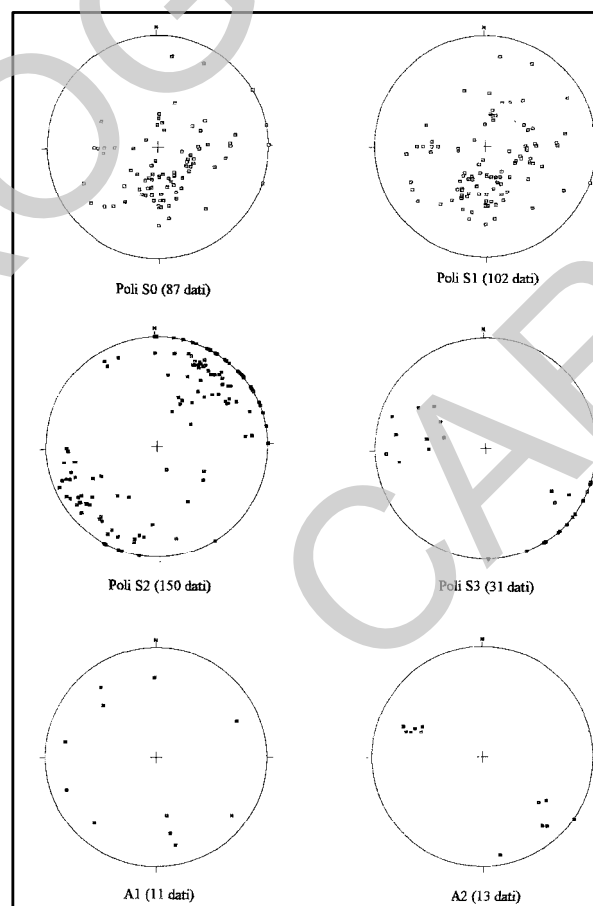 Poli S0 (87 dati)
Poli S1 (102 dati)
Poli S2 (150 dati)
Poli S3 (31 dati)
A1 (11 dati)
A2 (13 dati)